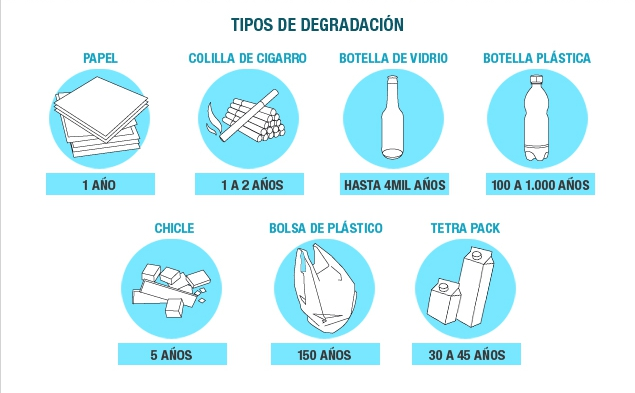 TIPOS DE DEGRADACIÓN
PAPEL
COLILLA DE CIGARRO
BOTELLA DE VIDRIO
BOTELLA PLÁSTICA
1 AÑO
1 A 2 AÑOS
HASTA 4MIL AÑOS
100 A 1.000 AÑOS
CHICLE
BOLSA DE PLÁSTICO
TETRA PACK
5 AÑOS
150 AÑOS
30 A 45 AÑOS